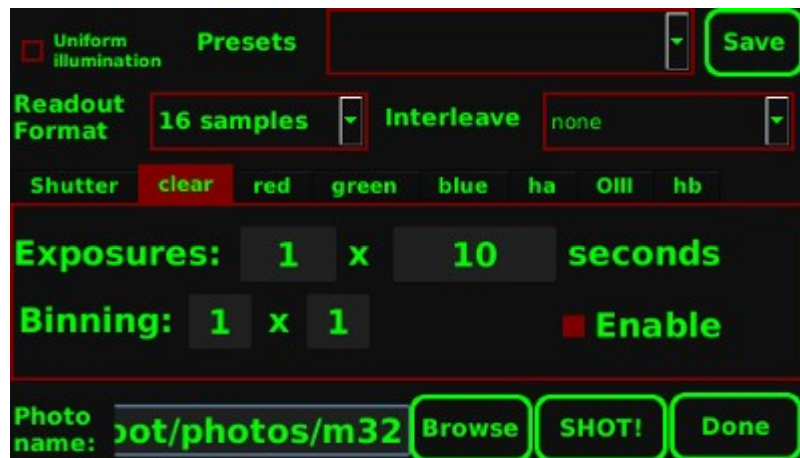 Uniform
illumination
Presets
Save
Readout
Format
16 samples
Interleave
none
Shutter clear red green blue ha OIII hb
Exposures: 1 x 10 seconds
Binning: 1 x 1
Enable
Photo
name:
oot/photos/m32
Browse
SHOT!
Done